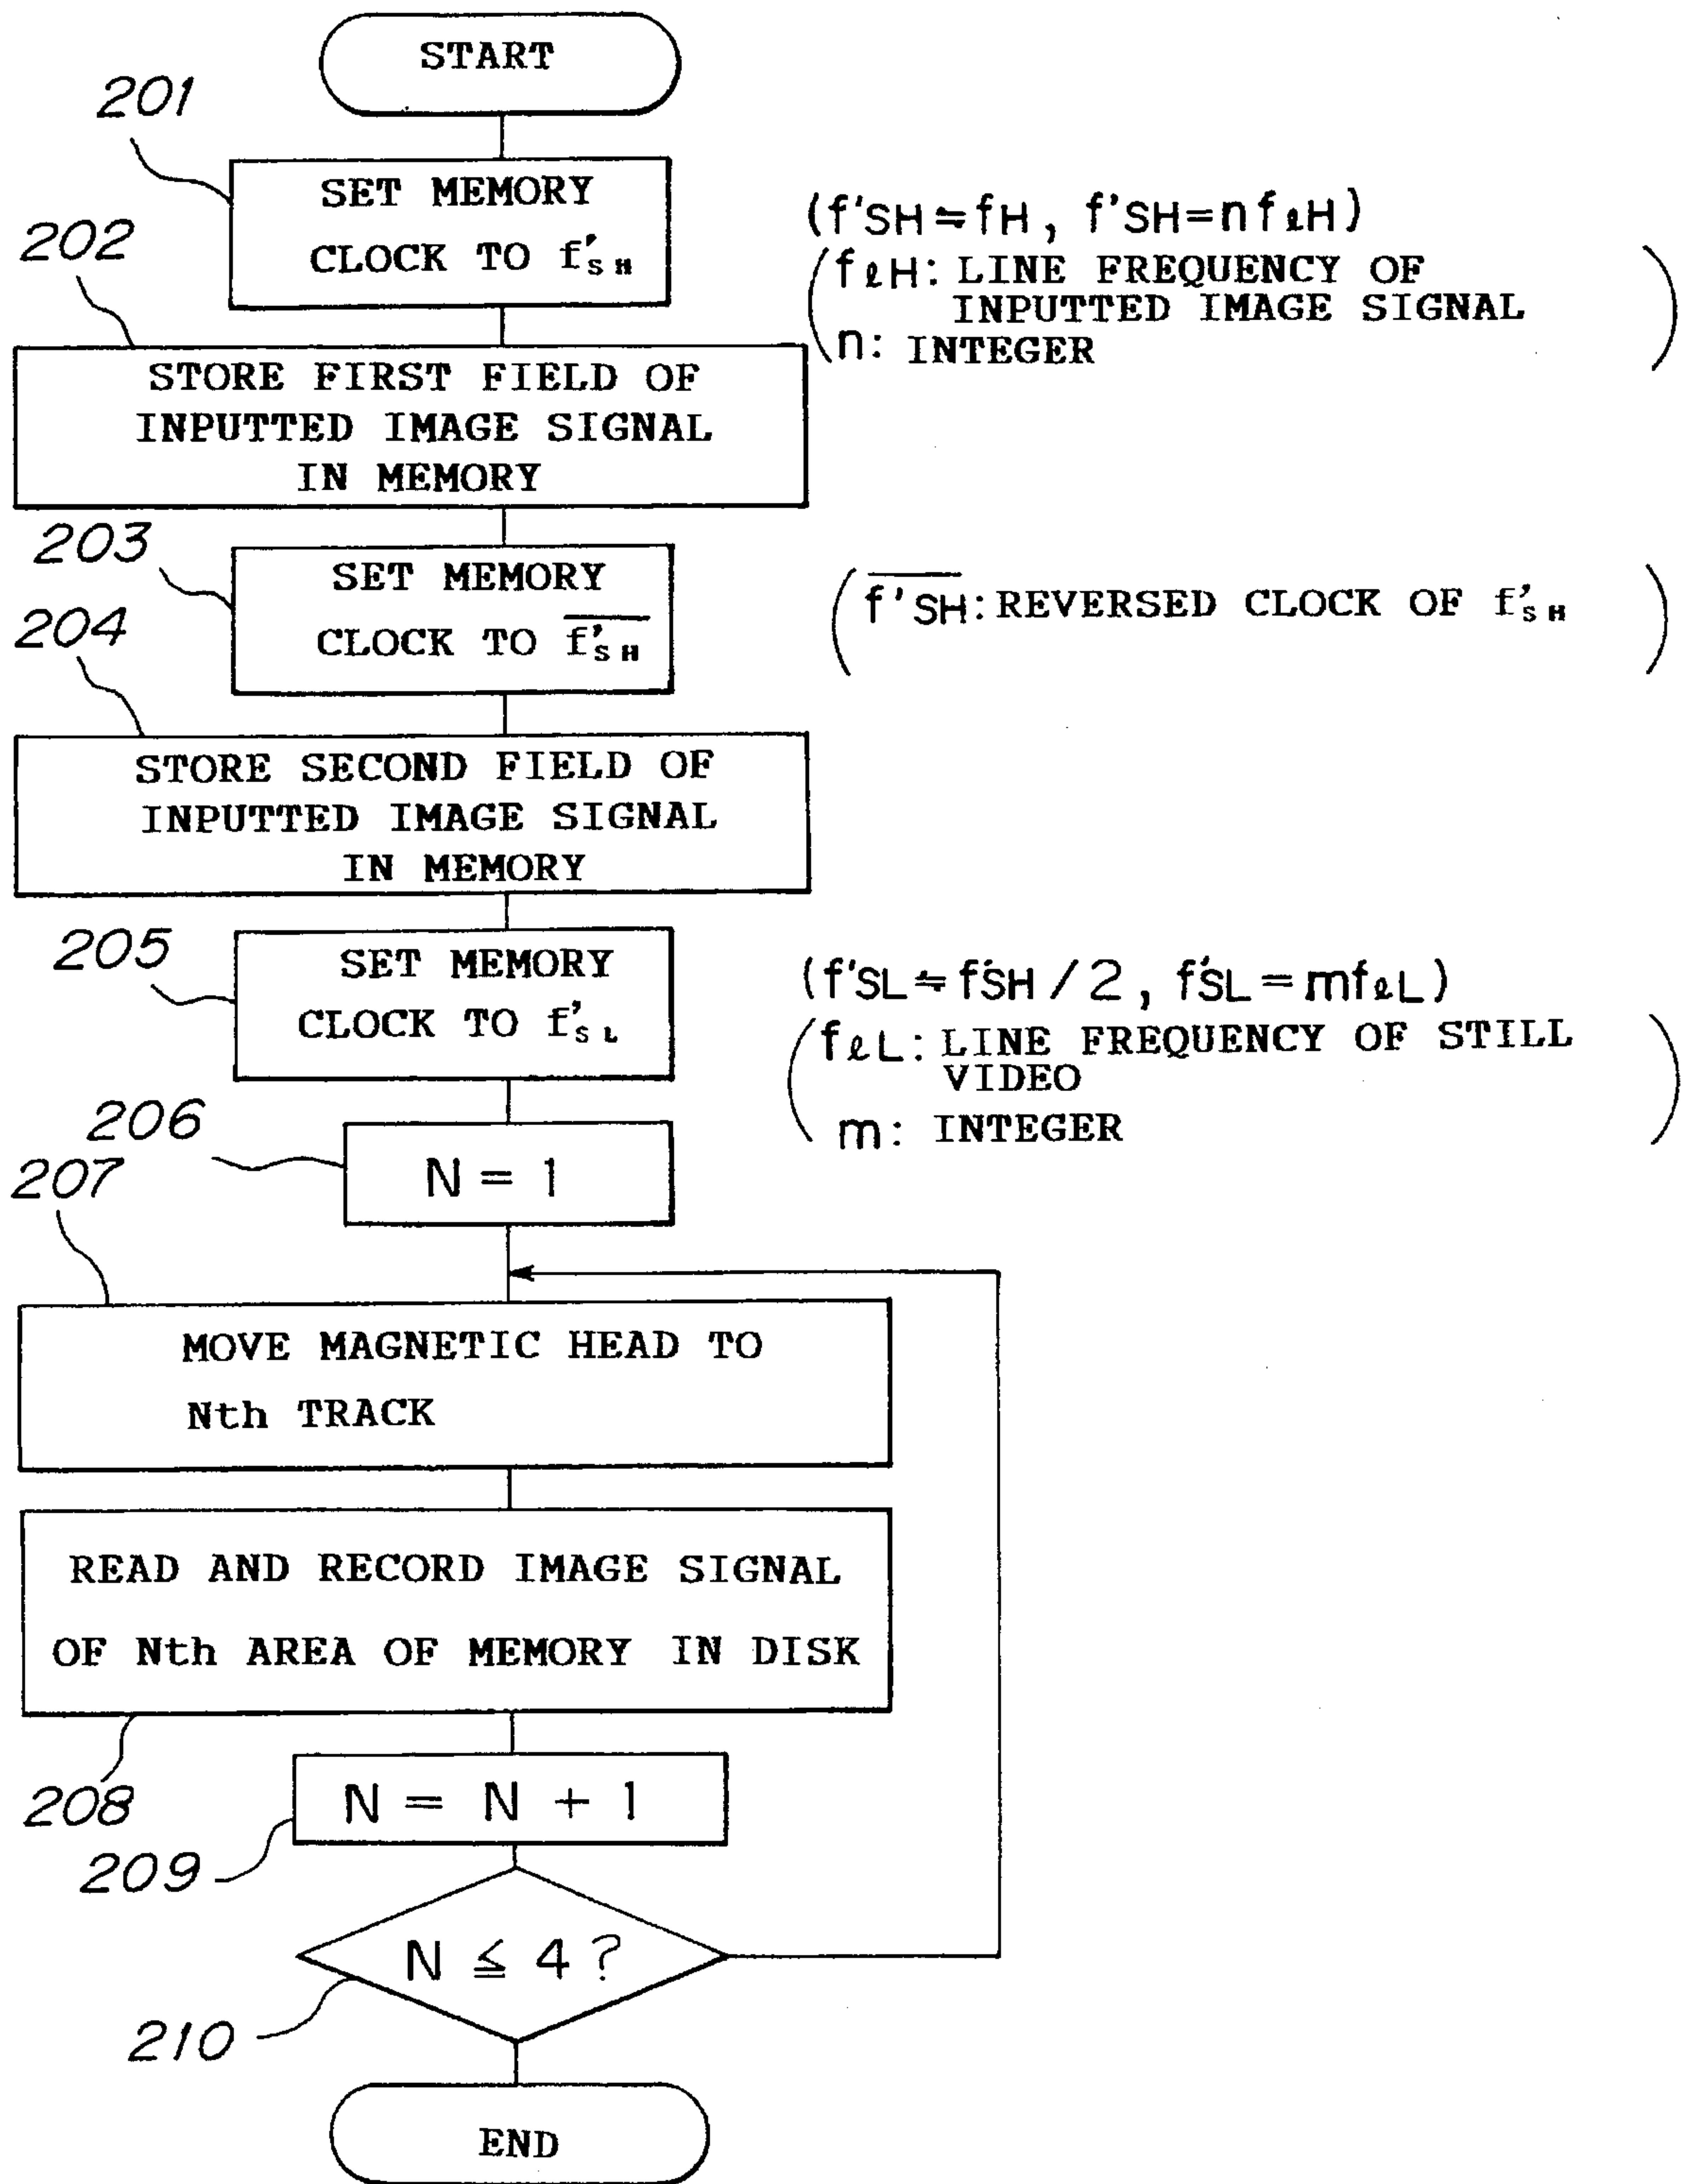 START
201
SET MEMORY
CLOCK TO f'SH
(f'SH≒fH, f'SH=nfℓH)
(fℓH: LINE FREQUENCY OF
INPUTTED IMAGE SIGNAL
n: INTEGER)
202
STORE FIRST FIELD OF
INPUTTED IMAGE SIGNAL
IN MEMORY
203
SET MEMORY
CLOCK TO f̅'̅S̅H̅
(f̅'̅S̅H̅: REVERSED CLOCK OF f'SH)
204
STORE SECOND FIELD OF
INPUTTED IMAGE SIGNAL
IN MEMORY
205
SET MEMORY
CLOCK TO f'SL
(f'SL≒f'SH/2, f'SL=mfℓL)
(fℓL: LINE FREQUENCY OF STILL
VIDEO
m: INTEGER)
206
N = 1
207
MOVE MAGNETIC HEAD TO
Nth TRACK
READ AND RECORD IMAGE SIGNAL
OF Nth AREA OF MEMORY IN DISK
208
N = N + 1
209
N ≦ 4 ?
210
END